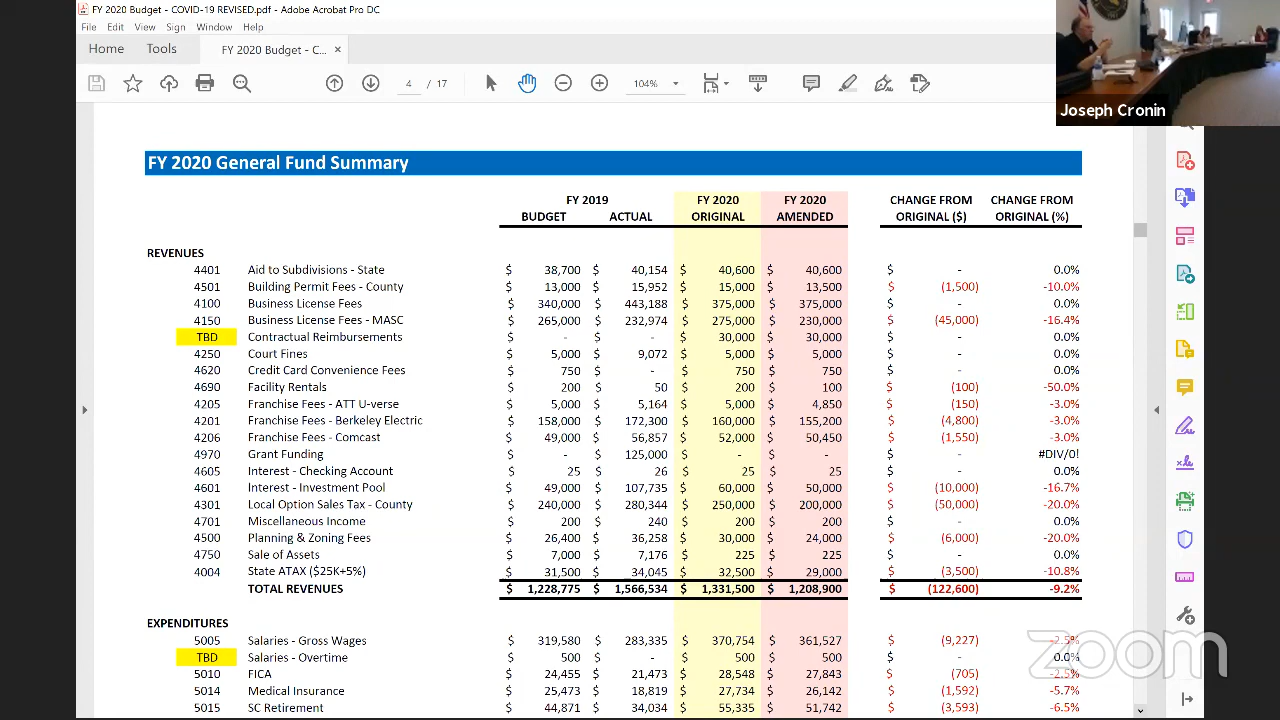 FY 2020 Budget - COVID-19 REVISED.pdf - Adobe Acrobat Pro DC
File Edit View Sign Window Help
Home Tools FY 2020 Budget - C... ×
4 / 17 104%
Joseph Cronin
FY 2020 General Fund Summary
FY 2019 FY 2020 FY 2020 CHANGE FROM CHANGE FROM
BUDGET ACTUAL ORIGINAL AMENDED ORIGINAL ($) ORIGINAL (%)
REVENUES
4401 Aid to Subdivisions - State $ 38,700 $ 40,154 $ 40,600 $ 40,600 $ - 0.0%
4501 Building Permit Fees - County $ 13,000 $ 15,952 $ 15,000 $ 13,500 $ (1,500) -10.0%
4100 Business License Fees $ 340,000 $ 443,188 $ 375,000 $ 375,000 $ - 0.0%
4150 Business License Fees - MASC $ 265,000 $ 232,974 $ 275,000 $ 230,000 $ (45,000) -16.4%
TBD Contractual Reimbursements $ - $ - $ 30,000 $ 30,000 $ - 0.0%
4250 Court Fines $ 5,000 $ 9,072 $ 5,000 $ 5,000 $ - 0.0%
4620 Credit Card Convenience Fees $ 750 $ - $ 750 $ 750 $ - 0.0%
4690 Facility Rentals $ 200 $ 50 $ 200 $ 100 $ (100) -50.0%
4205 Franchise Fees - ATT U-verse $ 5,000 $ 5,164 $ 5,000 $ 4,850 $ (150) -3.0%
4201 Franchise Fees - Berkeley Electric $ 158,000 $ 172,300 $ 160,000 $ 155,200 $ (4,800) -3.0%
4206 Franchise Fees - Comcast $ 49,000 $ 56,857 $ 52,000 $ 50,450 $ (1,550) -3.0%
4970 Grant Funding $ - $ 125,000 $ - $ - $ - #DIV/0!
4605 Interest - Checking Account $ 25 $ 26 $ 25 $ 25 $ - 0.0%
4601 Interest - Investment Pool $ 49,000 $ 107,735 $ 60,000 $ 50,000 $ (10,000) -16.7%
4301 Local Option Sales Tax - County $ 240,000 $ 280,344 $ 250,000 $ 200,000 $ (50,000) -20.0%
4701 Miscellaneous Income $ 200 $ 240 $ 200 $ 200 $ - 0.0%
4500 Planning & Zoning Fees $ 26,400 $ 36,258 $ 30,000 $ 24,000 $ (6,000) -20.0%
4750 Sale of Assets $ 7,000 $ 7,176 $ 225 $ 225 $ - 0.0%
4004 State ATAX ($25K+5%) $ 31,500 $ 34,045 $ 32,500 $ 29,000 $ (3,500) -10.8%
TOTAL REVENUES $ 1,228,775 $ 1,566,534 $ 1,331,500 $ 1,208,900 $ (122,600) -9.2%
EXPENDITURES
5005 Salaries - Gross Wages $ 319,580 $ 283,335 $ 370,754 $ 361,527 $ (9,227) -2.5%
TBD Salaries - Overtime $ 500 $ - $ 500 $ 500 $ - 0.0%
5010 FICA $ 24,455 $ 21,473 $ 28,548 $ 27,843 $ (705) -2.5%
5014 Medical Insurance $ 25,473 $ 18,819 $ 27,734 $ 26,142 $ (1,592) -5.7%
5015 SC Retirement $ 44,871 $ 34,034 $ 55,335 $ 51,742 $ (3,593) -6.5%
zoom